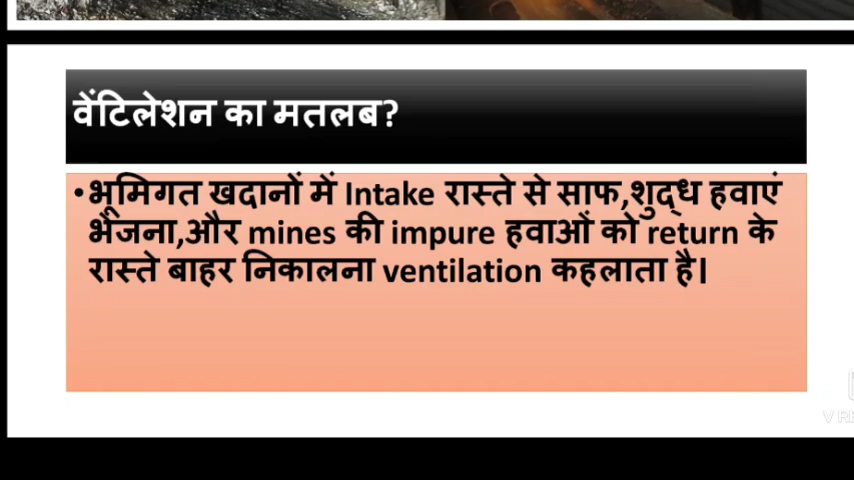 वेंटिलेशन का मतलब?
•भूमिगत खदानों में Intake रास्ते से साफ,शुद्ध हवाएं
भेजना,और mines की impure हवाओं को return के
रास्ते बाहर निकालना ventilation कहलाता है।